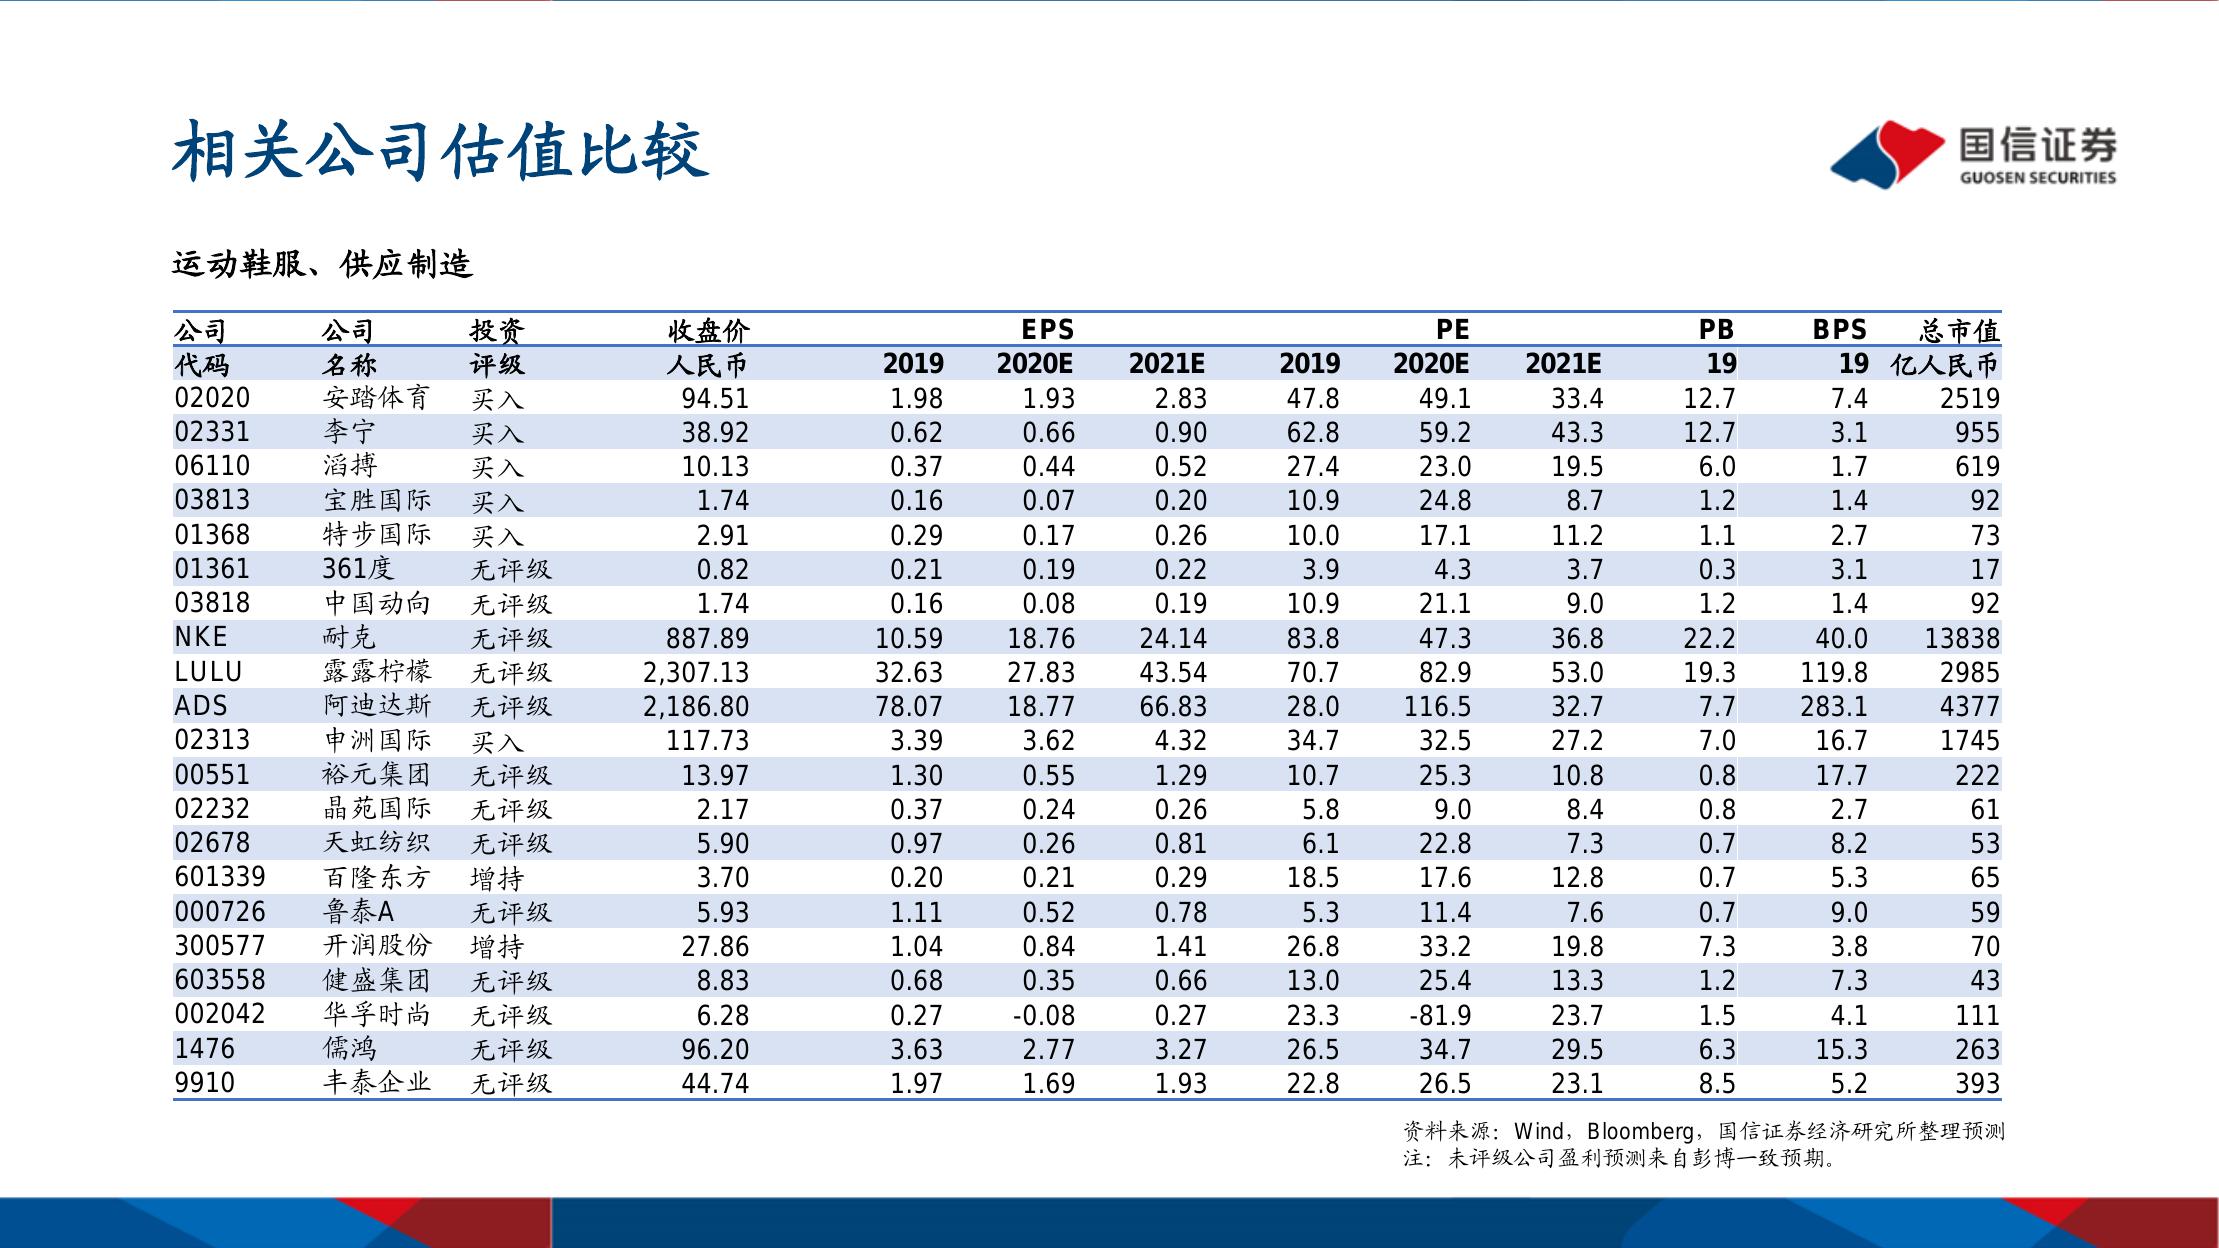 相关公司估值比较
国信证券
GUOSEN SECURITIES
运动鞋服、供应制造
公司 公司 投资 收盘价 EPS PE PB BPS 总市值
代码 名称 评级 人民币 2019 2020E 2021E 2019 2020E 2021E 19 19 亿人民币
02020 安踏体育 买入 94.51 1.98 1.93 2.83 47.8 49.1 33.4 12.7 7.4 2519
02331 李宁 买入 38.92 0.62 0.66 0.90 62.8 59.2 43.3 12.7 3.1 955
06110 滔搏 买入 10.13 0.37 0.44 0.52 27.4 23.0 19.5 6.0 1.7 619
03813 宝胜国际 买入 1.74 0.16 0.07 0.20 10.9 24.8 8.7 1.2 1.4 92
01368 特步国际 买入 2.91 0.29 0.17 0.26 10.0 17.1 11.2 1.1 2.7 73
01361 361度 无评级 0.82 0.21 0.19 0.22 3.9 4.3 3.7 0.3 3.1 17
03818 中国动向 无评级 1.74 0.16 0.08 0.19 10.9 21.1 9.0 1.2 1.4 92
NKE 耐克 无评级 887.89 10.59 18.76 24.14 83.8 47.3 36.8 22.2 40.0 13838
LULU 露露柠檬 无评级 2,307.13 32.63 27.83 43.54 70.7 82.9 53.0 19.3 119.8 2985
ADS 阿迪达斯 无评级 2,186.80 78.07 18.77 66.83 28.0 116.5 32.7 7.7 283.1 4377
02313 申洲国际 买入 117.73 3.39 3.62 4.32 34.7 32.5 27.2 7.0 16.7 1745
00551 裕元集团 无评级 13.97 1.30 0.55 1.29 10.7 25.3 10.8 0.8 17.7 222
02232 晶苑国际 无评级 2.17 0.37 0.24 0.26 5.8 9.0 8.4 0.8 2.7 61
02678 天虹纺织 无评级 5.90 0.97 0.26 0.81 6.1 22.8 7.3 0.7 8.2 53
601339 百隆东方 增持 3.70 0.20 0.21 0.29 18.5 17.6 12.8 0.7 5.3 65
000726 鲁泰A 无评级 5.93 1.11 0.52 0.78 5.3 11.4 7.6 0.7 9.0 59
300577 开润股份 增持 27.86 1.04 0.84 1.41 26.8 33.2 19.8 7.3 3.8 70
603558 健盛集团 无评级 8.83 0.68 0.35 0.66 13.0 25.4 13.3 1.2 7.3 43
002042 华孚时尚 无评级 6.28 0.27 -0.08 0.27 23.3 -81.9 23.7 1.5 4.1 111
1476 儒鸿 无评级 96.20 3.63 2.77 3.27 26.5 34.7 29.5 6.3 15.3 263
9910 丰泰企业 无评级 44.74 1.97 1.69 1.93 22.8 26.5 23.1 8.5 5.2 393
资料来源：Wind，Bloomberg，国信证券经济研究所整理预测
注：未评级公司盈利预测来自彭博一致预期。